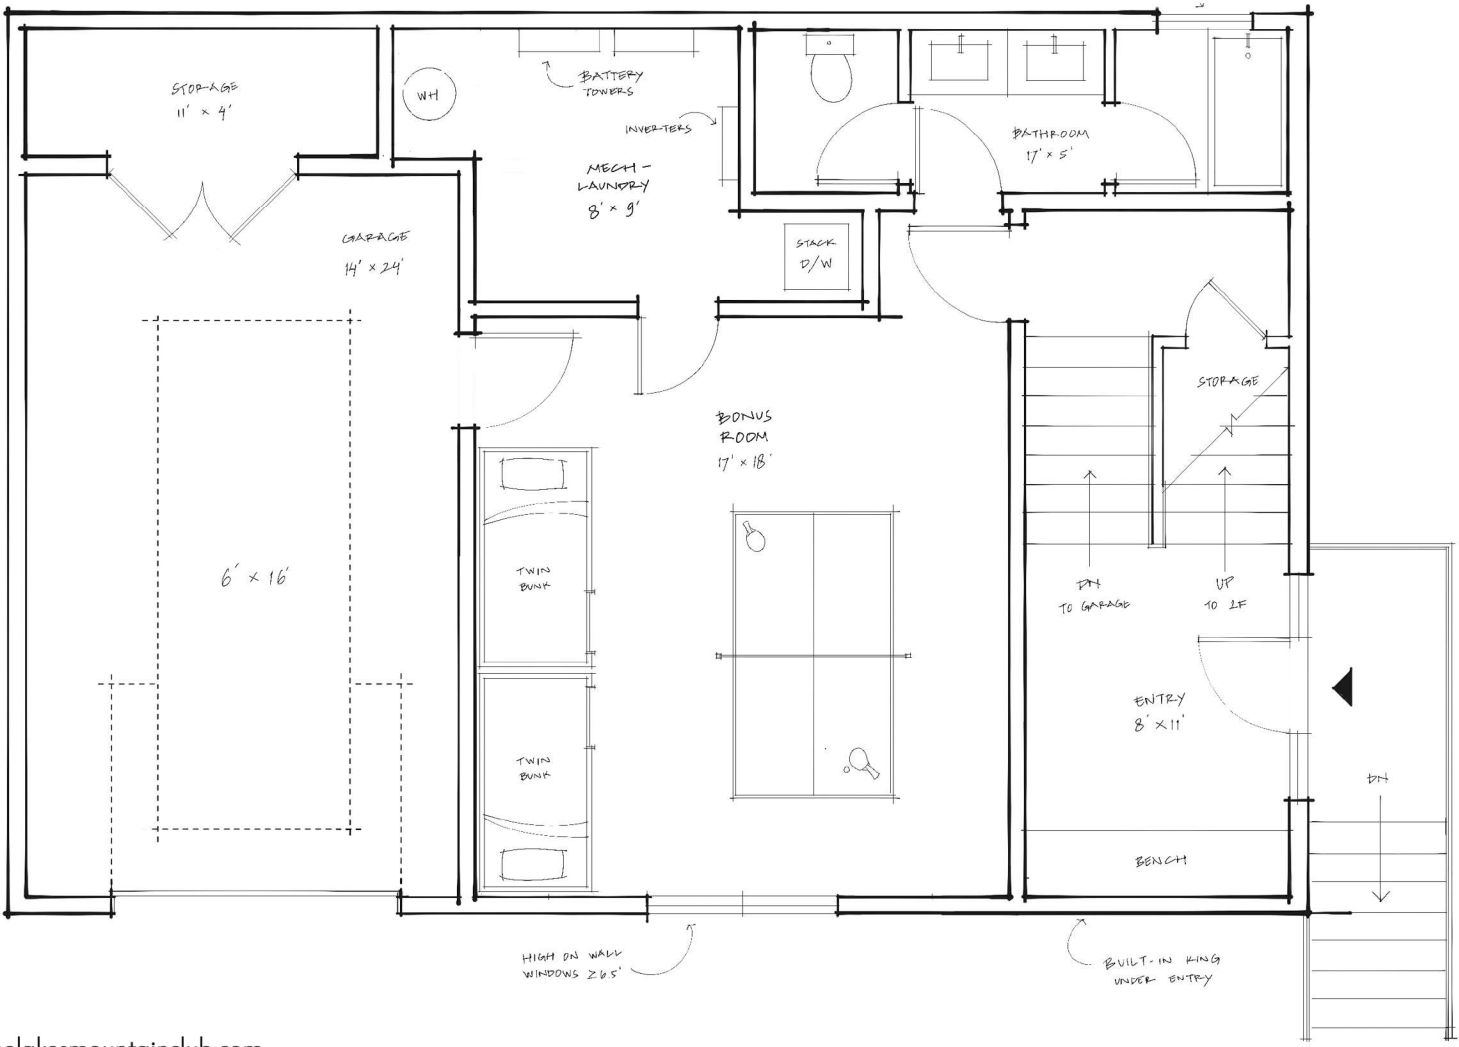 STORAGE
11' x 4'
WH
BATTERY
TOWERS
INVERTERS
MECH-
LAUNDRY
8' x 9'
BATHROOM
17' x 5'
GARAGE
14' x 24'
STACK
D/W
STORAGE
BONUS
ROOM
17' x 18'
6' x 16'
TWIN
BUNK
DN
TO GARAGE
UP
TO 1F
ENTRY
8' x 11'
TWIN
BUNK
DN
BENCH
HIGH ON WALL
WINDOWS ≥6.5'
BUILT-IN KING
UNDER ENTRY